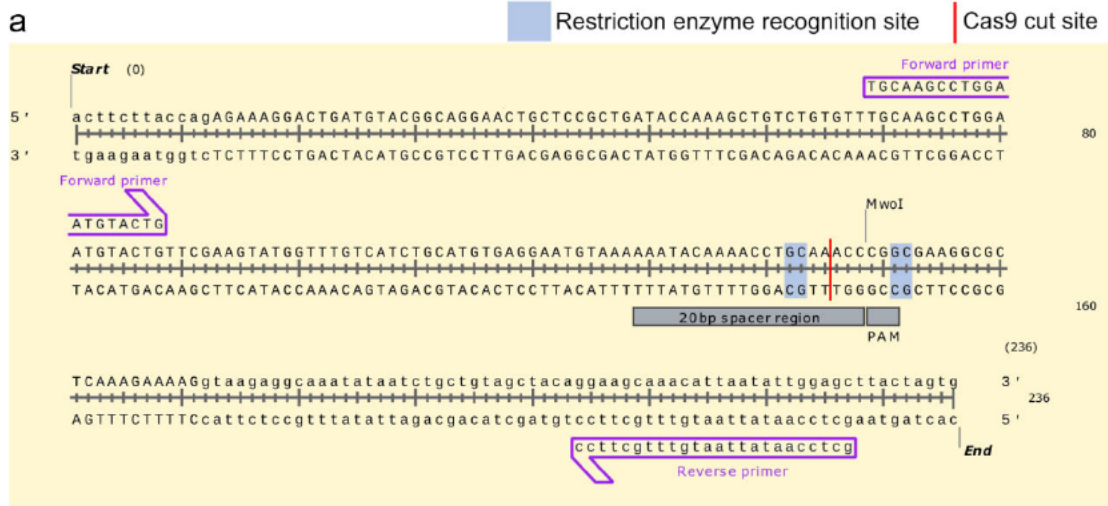 a
Restriction enzyme recognition site
Cas9 cut site
Start (0)
Forward primer
TGCAAGCCTGGA
5'
acttcttaccagAGAAAGGACTGATGTACGGCAGGAACTGCTCCGCTGATACCAAAGCTGTCTGTGTTTGCAAGCCTGGA
80
3'
tgaagaatggtcTCTTTCCTGACTACATGCCGTCCTTGACGAGGCGACTATGGTTTCGACAGACACAAACGTTCGGACCT
Forward primer
ATGTACTG
MwoI
ATGTACTGTTCGAAGTATGGTTTGTCATCTGCATGTGAGGAATGTAAAAAATACAAAACCTGCAAACCCGGCGAAGGCGC
TACATGACAAGCTTCATACCAAACAGTAGACGTACACTCCTTACATTTTTTATGTTTTGGACGTTTGGGCCGCTTCCGCG
160
20bp spacer region
PAM
(236)
TCAAAGAAAAGgtaagaggcaaatataatctgctgtagctacaggaagcaaacattaatattggagcttactagtg
3'
236
AGTTTCTTTTCcattctccgtttatattagacgacatcgatgtccttcgtttgtaattataacctcgaatgatcac
5'
ccttcgtttgtaattataacctcg
End
Reverse primer